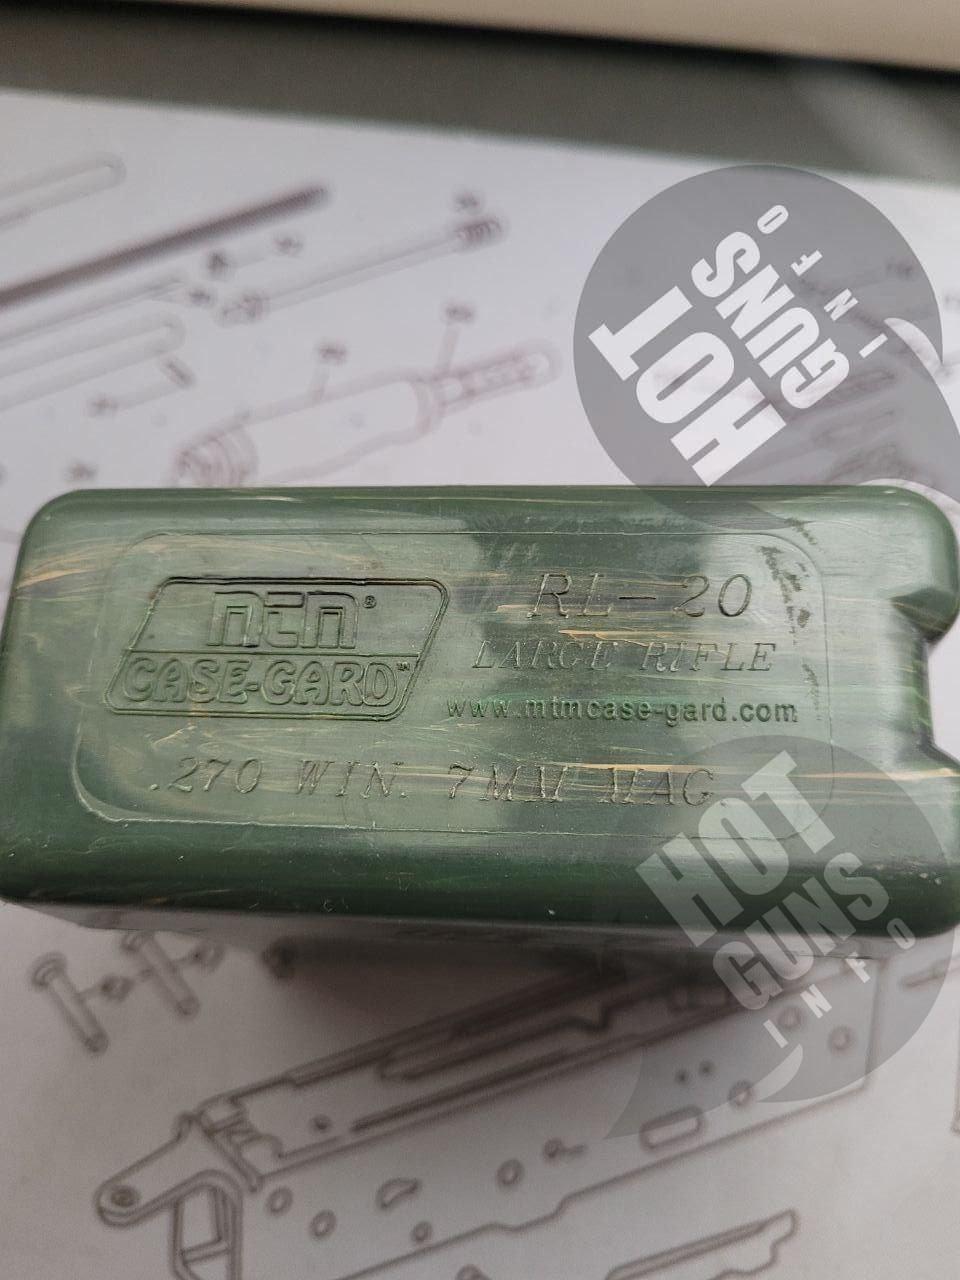 HOT
GUNS
INFO
MTM®
CASE-GARD™
RL-20
LARGE RIFLE
www.mtmcase-gard.com
.270 WIN. 7MM MAG
HOT
GUNS
INFO